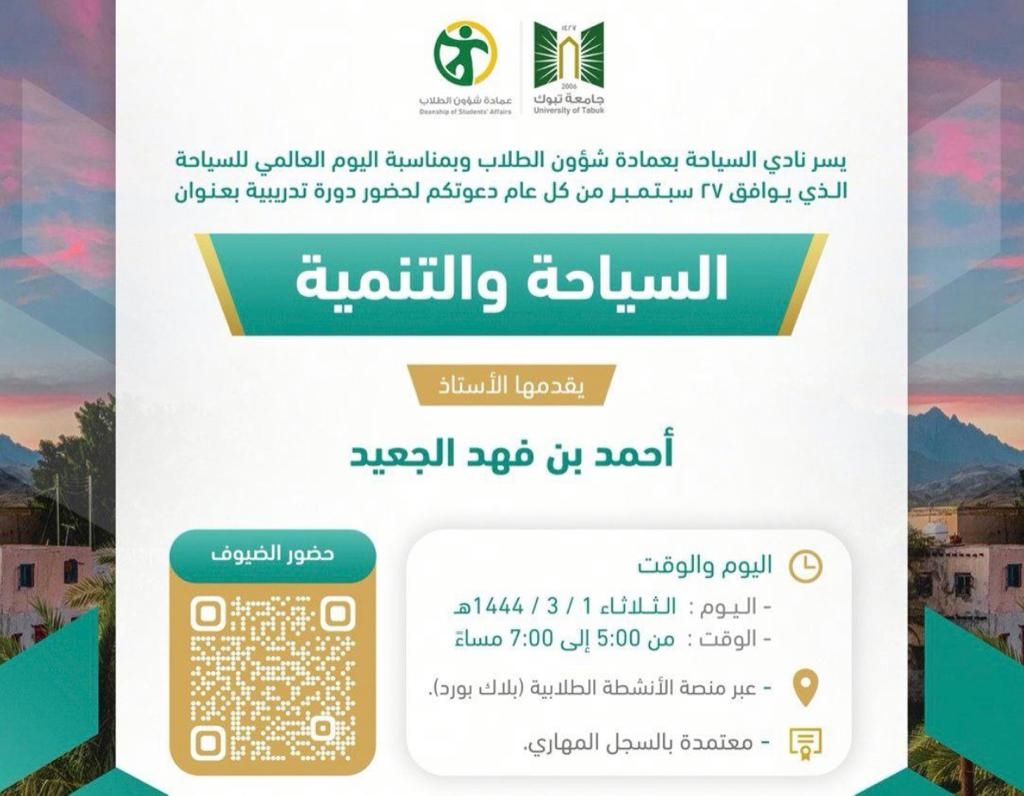 ١٤٢٧
2006
جامعة تبوك
University of Tabuk
عمادة شؤون الطلاب
Deanship of Students' Affairs
يسر نادي السياحة بعمادة شؤون الطلاب وبمناسبة اليوم العالمي للسياحة
الذي يوافق ٢٧ سبتمبر من كل عام دعوتكم لحضور دورة تدريبية بعنوان
السياحة والتنمية
يقدمها الأستاذ
أحمد بن فهد الجعيد
اليوم والوقت
- اليوم : الثلاثاء 1 / 3 / 1444هـ
- الوقت : من 5:00 إلى 7:00 مساءً
- عبر منصة الأنشطة الطلابية (بلاك بورد).
- معتمدة بالسجل المهاري.
حضور الضيوف